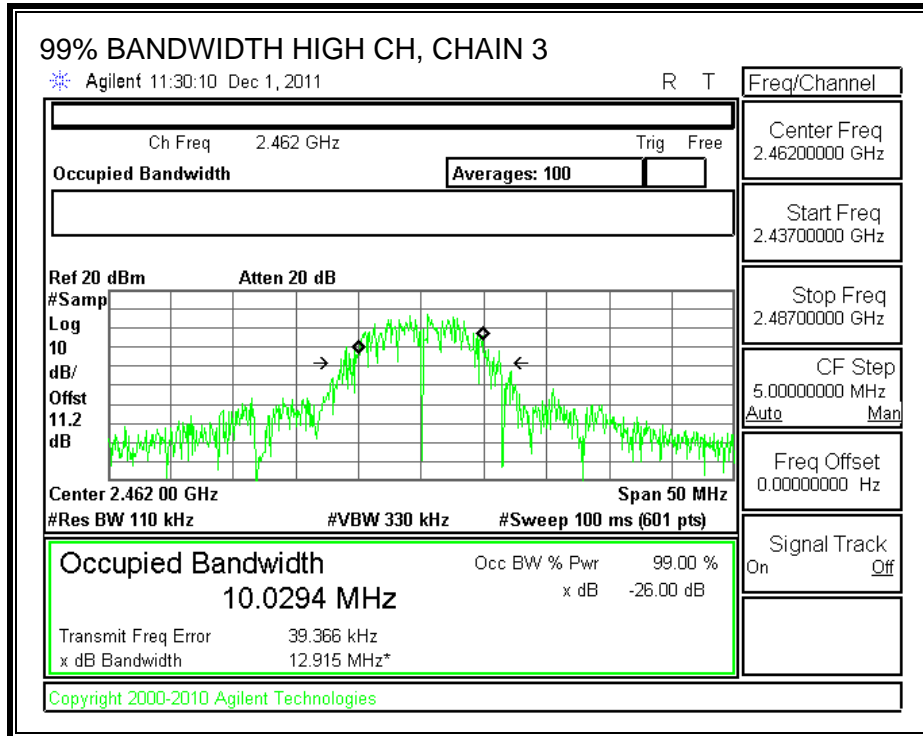 99% BANDWIDTH HIGH CH, CHAIN 3
Agilent 11:30:10 Dec 1, 2011 R T
Freq/Channel
Ch Freq 2.462 GHz Trig Free
Occupied Bandwidth Averages: 100
Center Freq
2.46200000 GHz
Start Freq
2.43700000 GHz
Stop Freq
2.48700000 GHz
CF Step
5.00000000 MHz
Auto Man
Freq Offset
0.00000000 Hz
Signal Track
On Off
Ref 20 dBm Atten 20 dB
#Samp
Log
10
dB/
Offst
11.2
dB
Center 2.462 00 GHz Span 50 MHz
#Res BW 110 kHz #VBW 330 kHz #Sweep 100 ms (601 pts)
Occupied Bandwidth Occ BW % Pwr 99.00 %
10.0294 MHz x dB -26.00 dB
Transmit Freq Error 39.366 kHz
x dB Bandwidth 12.915 MHz*
Copyright 2000-2010 Agilent Technologies